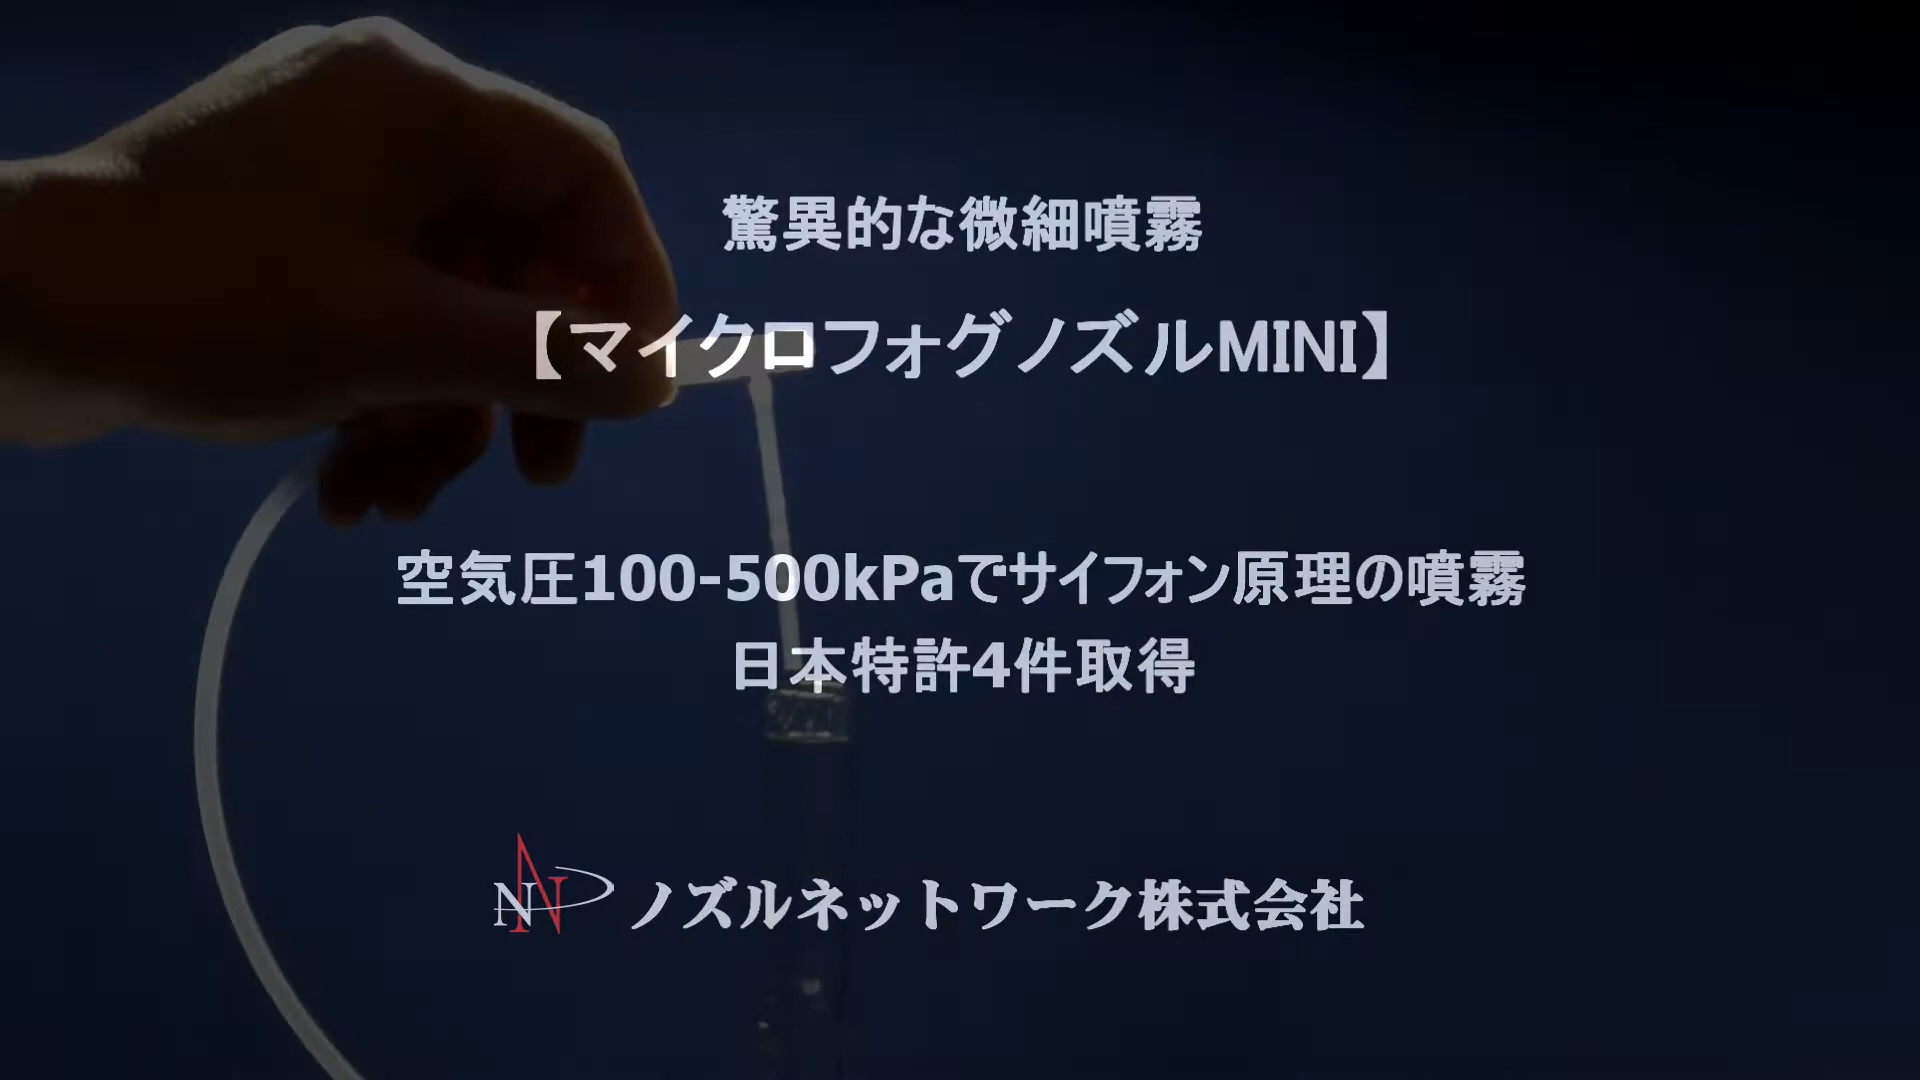 驚異的な微細噴霧
【マイクロフォグノズルMINI】
空気圧100-500kPaでサイフォン原理の噴霧
日本特許4件取得
NN ノズルネットワーク株式会社